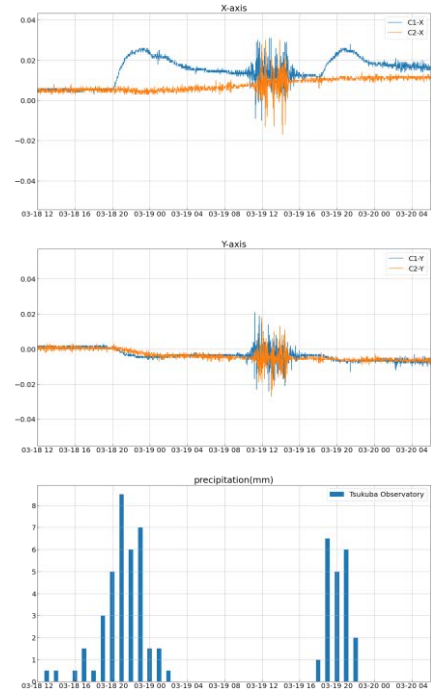 X-axis
C1-X
C2-X
0.04
0.02
0.00
−0.02
−0.04
03-18 12 03-18 16 03-18 20 03-19 00 03-19 04 03-19 08 03-19 12 03-19 16 03-19 20 03-20 00 03-20 04
Y-axis
C1-Y
C2-Y
0.04
0.02
0.00
−0.02
−0.04
03-18 12 03-18 16 03-18 20 03-19 00 03-19 04 03-19 08 03-19 12 03-19 16 03-19 20 03-20 00 03-20 04
precipitation(mm)
Tsukuba Observatory
8
7
6
5
4
3
2
1
0
03-18 12 03-18 16 03-18 20 03-19 00 03-19 04 03-19 08 03-19 12 03-19 16 03-19 20 03-20 00 03-20 04